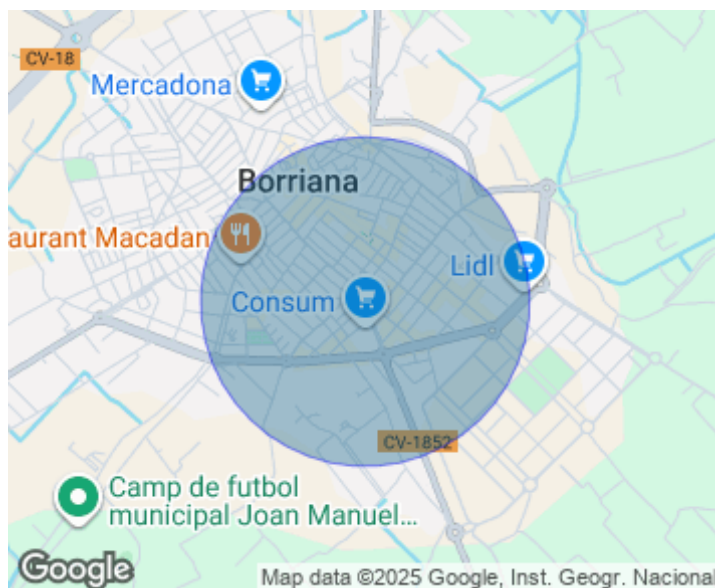 CV-18
Mercadona
Borriana
aurant Macadan
Lidl
Consum
CV-1852
Camp de futbol
municipal Joan Manuel...
Google
Map data ©2025 Google, Inst. Geogr. Nacional